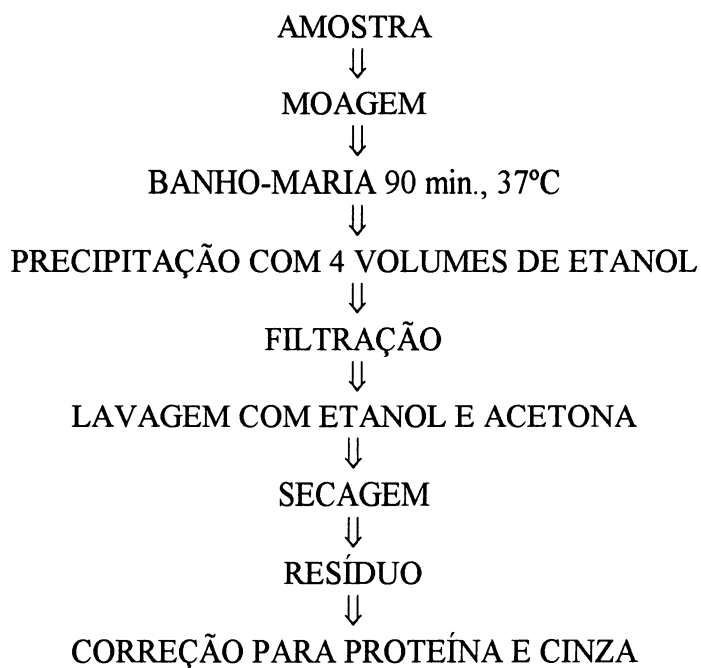 AMOSTRA
⇓
MOAGEM
⇓
BANHO-MARIA 90 min., 37ºC
⇓
PRECIPITAÇÃO COM 4 VOLUMES DE ETANOL
⇓
FILTRAÇÃO
⇓
LAVAGEM COM ETANOL E ACETONA
⇓
SECAGEM
⇓
RESÍDUO
⇓
CORREÇÃO PARA PROTEÍNA E CINZA